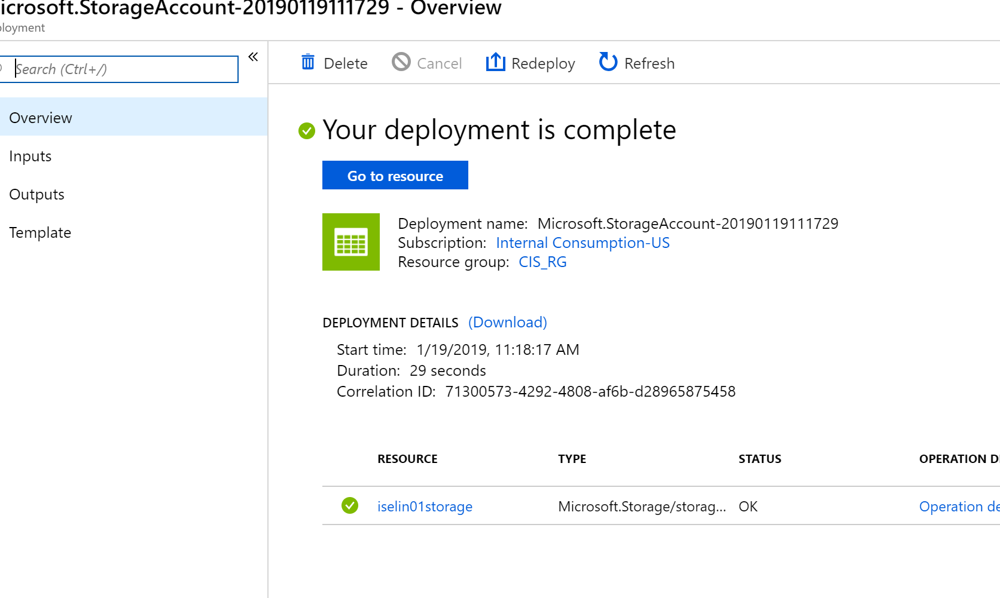 icrosoft.StorageAccount-20190119111729 - Overview
ployment
Search (Ctrl+/)
«
Delete
Cancel
Redeploy
Refresh
Overview
Inputs
Outputs
Template
Your deployment is complete
Go to resource
Deployment name: Microsoft.StorageAccount-20190119111729
Subscription: Internal Consumption-US
Resource group: CIS_RG
DEPLOYMENT DETAILS (Download)
Start time: 1/19/2019, 11:18:17 AM
Duration: 29 seconds
Correlation ID: 71300573-4292-4808-af6b-d28965875458
RESOURCE TYPE STATUS OPERATION DE
iselin01storage Microsoft.Storage/storag... OK Operation de